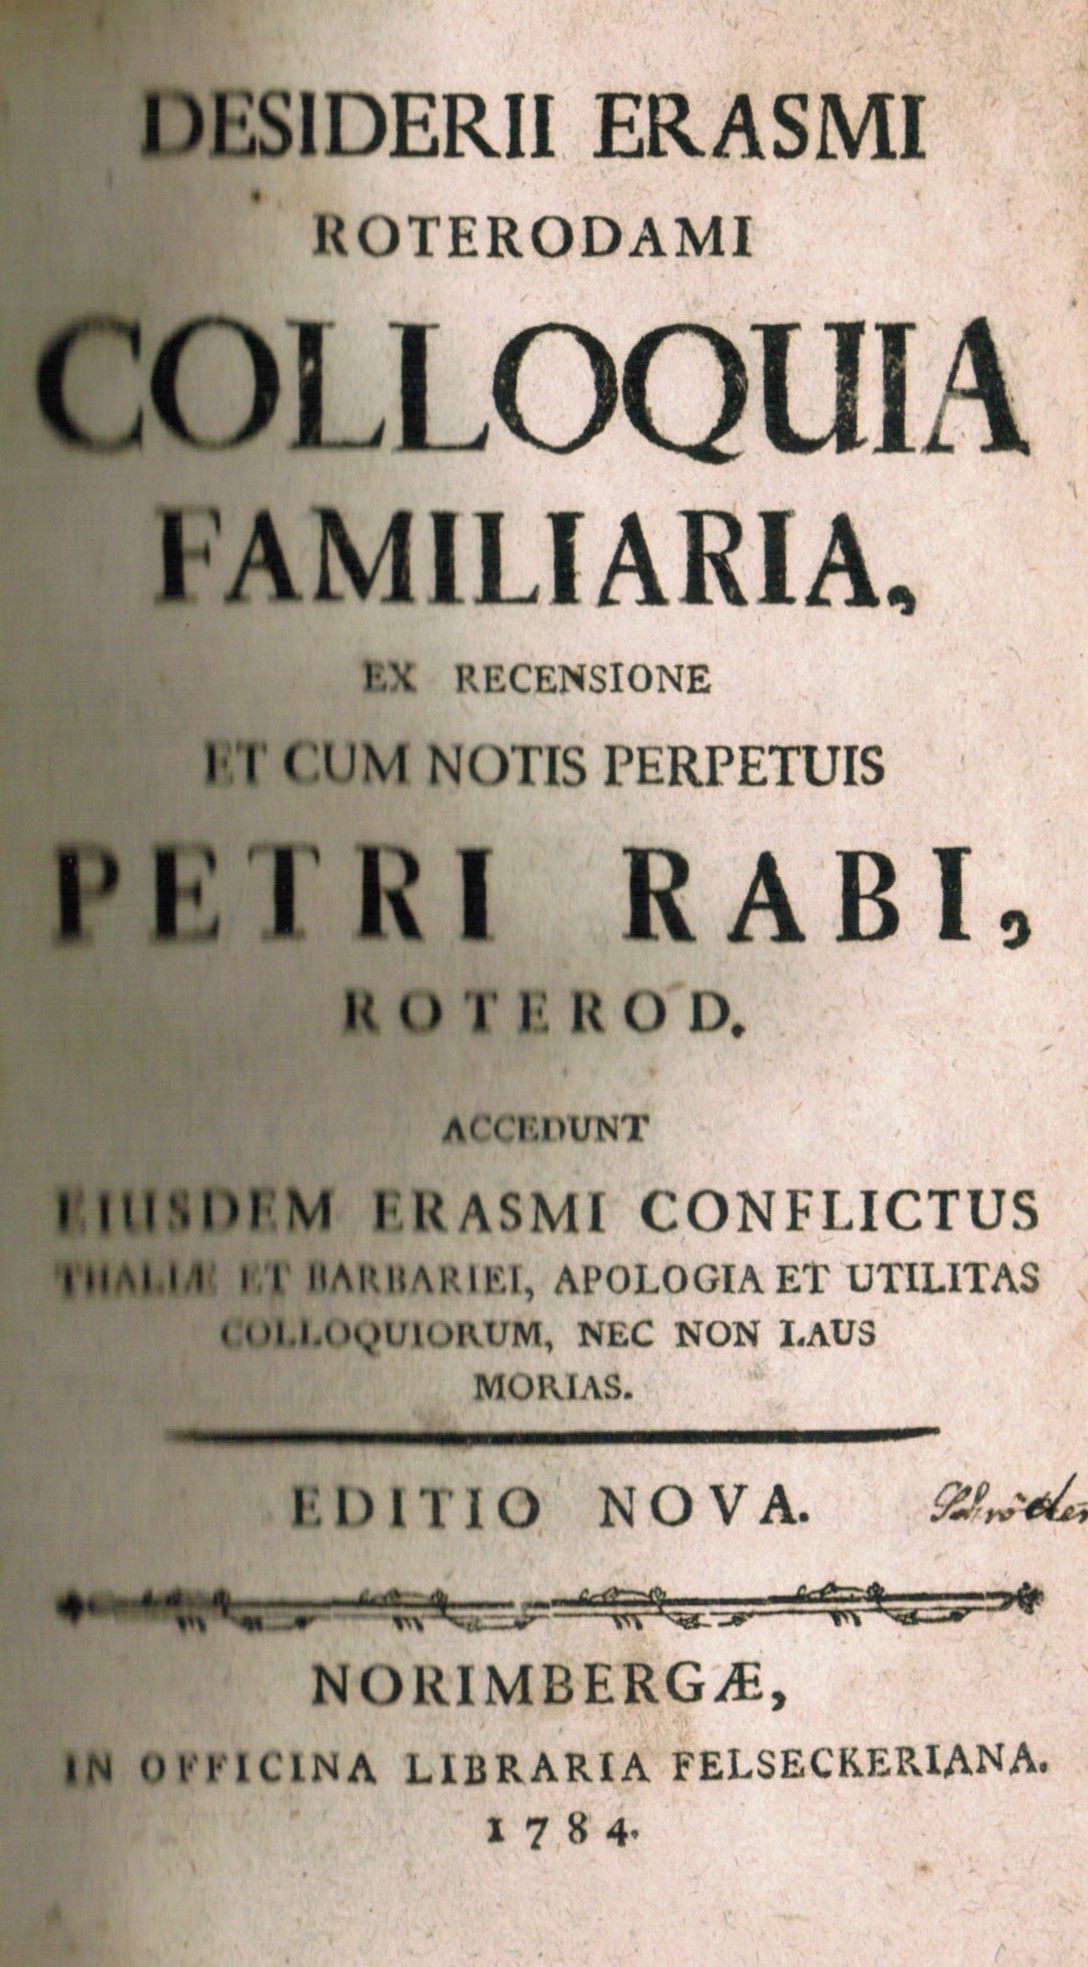 DESIDERII ERASMI
ROTERODAMI
COLLOQUIA
FAMILIARIA,
EX RECENSIONE
ET CUM NOTIS PERPETUIS
PETRI RABI,
ROTEROD.
ACCEDUNT
EIUSDEM ERASMI CONFLICTUS
THALIÆ ET BARBARIEI, APOLOGIA ET UTILITAS
COLLOQUIORUM, NEC NON LAUS
MORIAS.
EDITIO NOVA.
Schröder
NORIMBERGÆ,
IN OFFICINA LIBRARIA FELSECKERIANA.
1784.